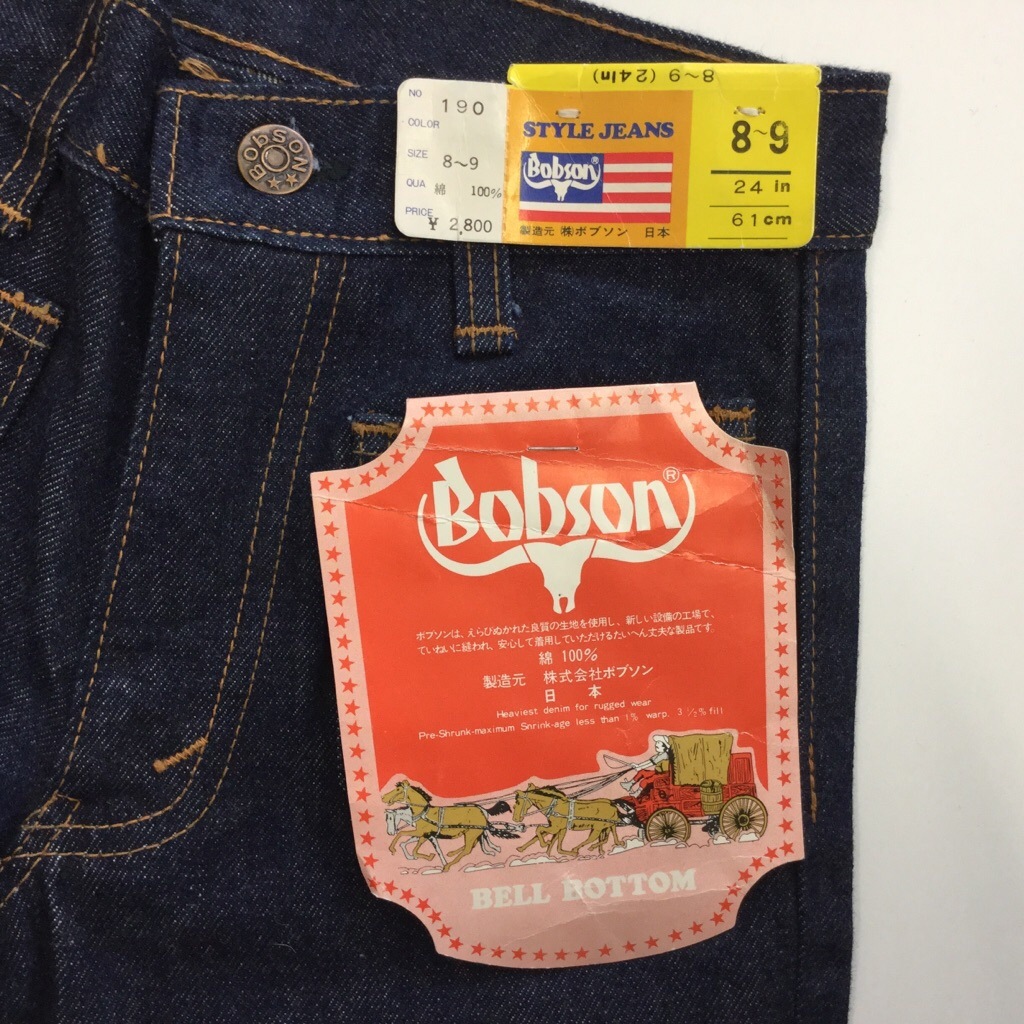 8~9 (24in)
NO 190
COLOR
SIZE 8~9
QUA 綿 100%
PRICE ¥ 2,800
STYLE JEANS
Bobson®
製造元 ㈱ボブソン 日本
8~9
24 in
61cm
BobSON
Bobson®
ボブソンは、えらびぬかれた良質の生地を使用し、新しい設備の工場で、
ていねいに縫われ、安心して着用していただけるたいへん丈夫な製品です。
綿 100%
製造元 株式会社ボブソン
日本
Heaviest denim for rugged wear
Pre-Shrunk-maximum Snrink-age less than 1% warp. 3 ½% fill
BELL BOTTOM